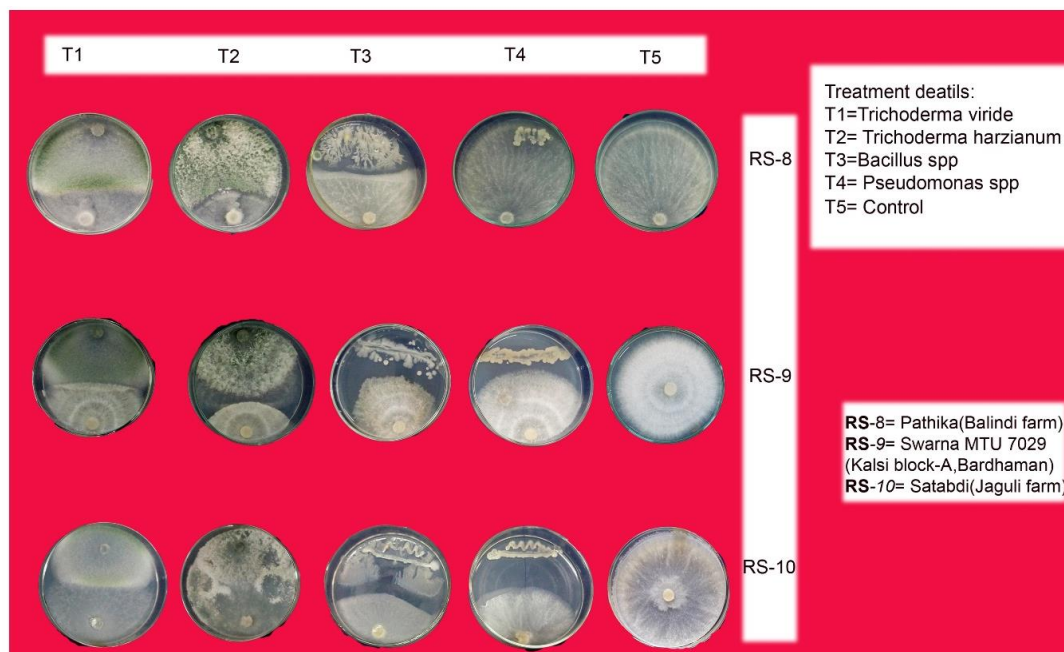 T1 T2 T3 T4 T5
Treatment deatils:
T1=Trichoderma viride
T2= Trichoderma harzianum
T3=Bacillus spp
T4= Pseudomonas spp
T5= Control
RS-8
RS-9
RS-8= Pathika(Balindi farm)
RS-9= Swarna MTU 7029
(Kalsi block-A,Bardhaman)
RS-10= Satabdi(Jaguli farm)
RS-10